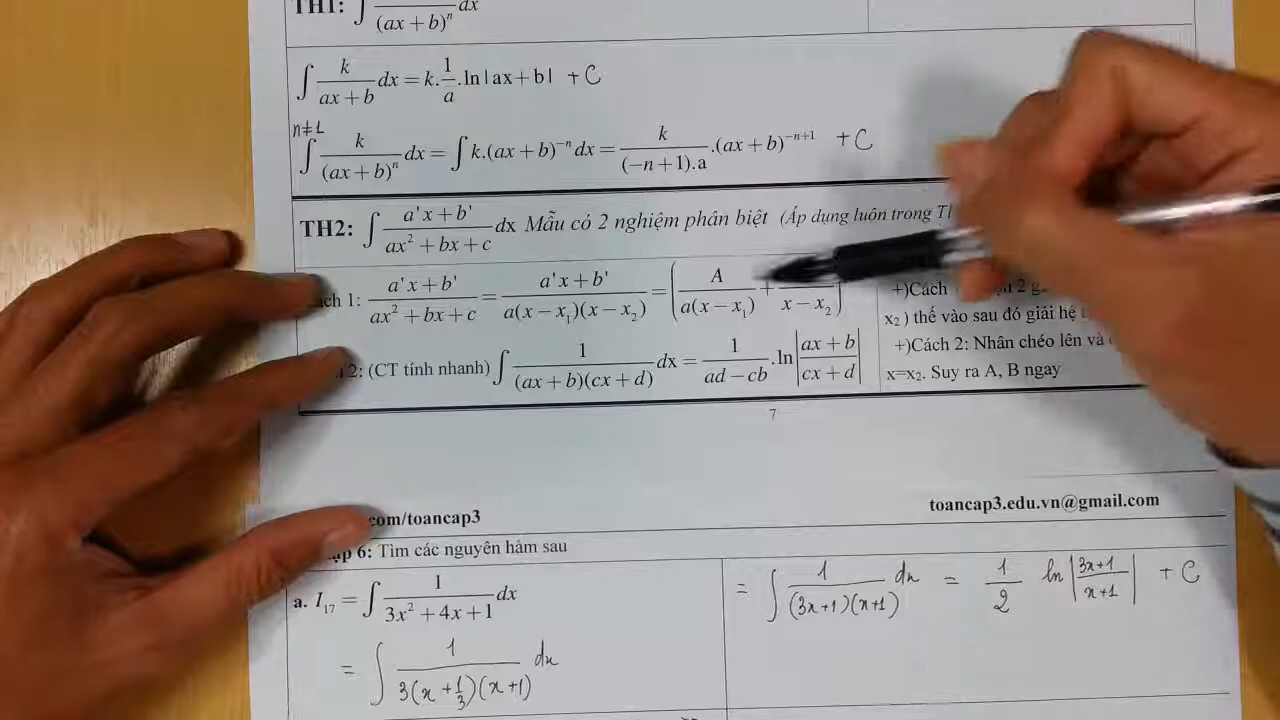 TH1: ∫ (ax + b)ⁿ dx
∫ k/(ax + b) dx = k. 1/a .ln|ax + b| + C
n≠1
∫ k/(ax + b)ⁿ dx = ∫ k.(ax + b)⁻ⁿ dx = k/((−n + 1).a) .(ax + b)⁻ⁿ⁺¹ + C
TH2: ∫ (a'x + b')/(ax² + bx + c) dx Mẫu có 2 nghiệm phân biệt (Áp dụng luôn trong
1: (a'x + b')/(ax² + bx + c) = (a'x + b')/(a(x − x₁)(x − x₂)) = ( A/(a(x − x₁)) + /(x − x₂)
+)Cách
x₂ ) thế vào sau đó giải hệ
2: (CT tính nhanh) ∫ 1/((ax + b)(cx + d)) dx = 1/(ad − cb) .ln|(ax + b)/(cx + d)|
+)Cách 2: Nhân chéo lên và
x=x₂. Suy ra A, B ngay
7
com/toancap3
toancap3.edu.vn@gmail.com
6: Tìm các nguyên hàm sau
a. I₁₇ = ∫ 1/(3x² + 4x + 1) dx
= ∫ 1/(3(x + 1/3)(x + 1)) dx
= ∫ 1/((3x + 1)(x + 1)) dx = 1/2 ln|(3x + 1)/(x + 1)| + C